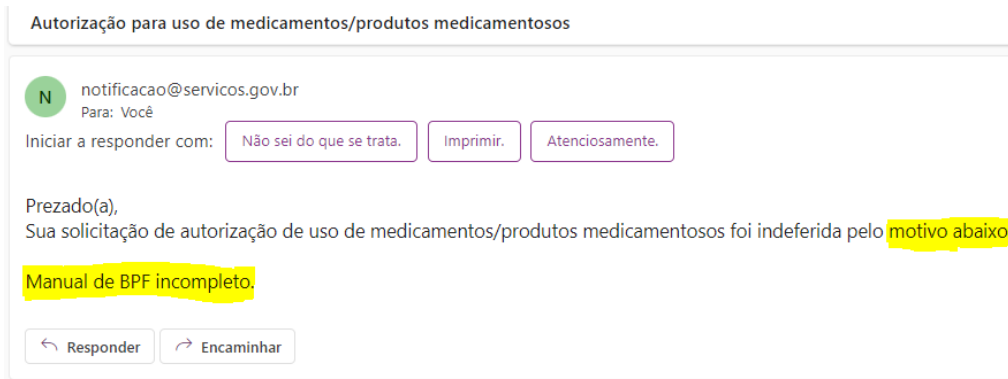 Autorização para uso de medicamentos/produtos medicamentosos
N
notificacao@servicos.gov.br
Para: Você
Iniciar a responder com: Não sei do que se trata. Imprimir. Atenciosamente.
Prezado(a),
Sua solicitação de autorização de uso de medicamentos/produtos medicamentosos foi indeferida pelo motivo abaixo
Manual de BPF incompleto.
Responder Encaminhar